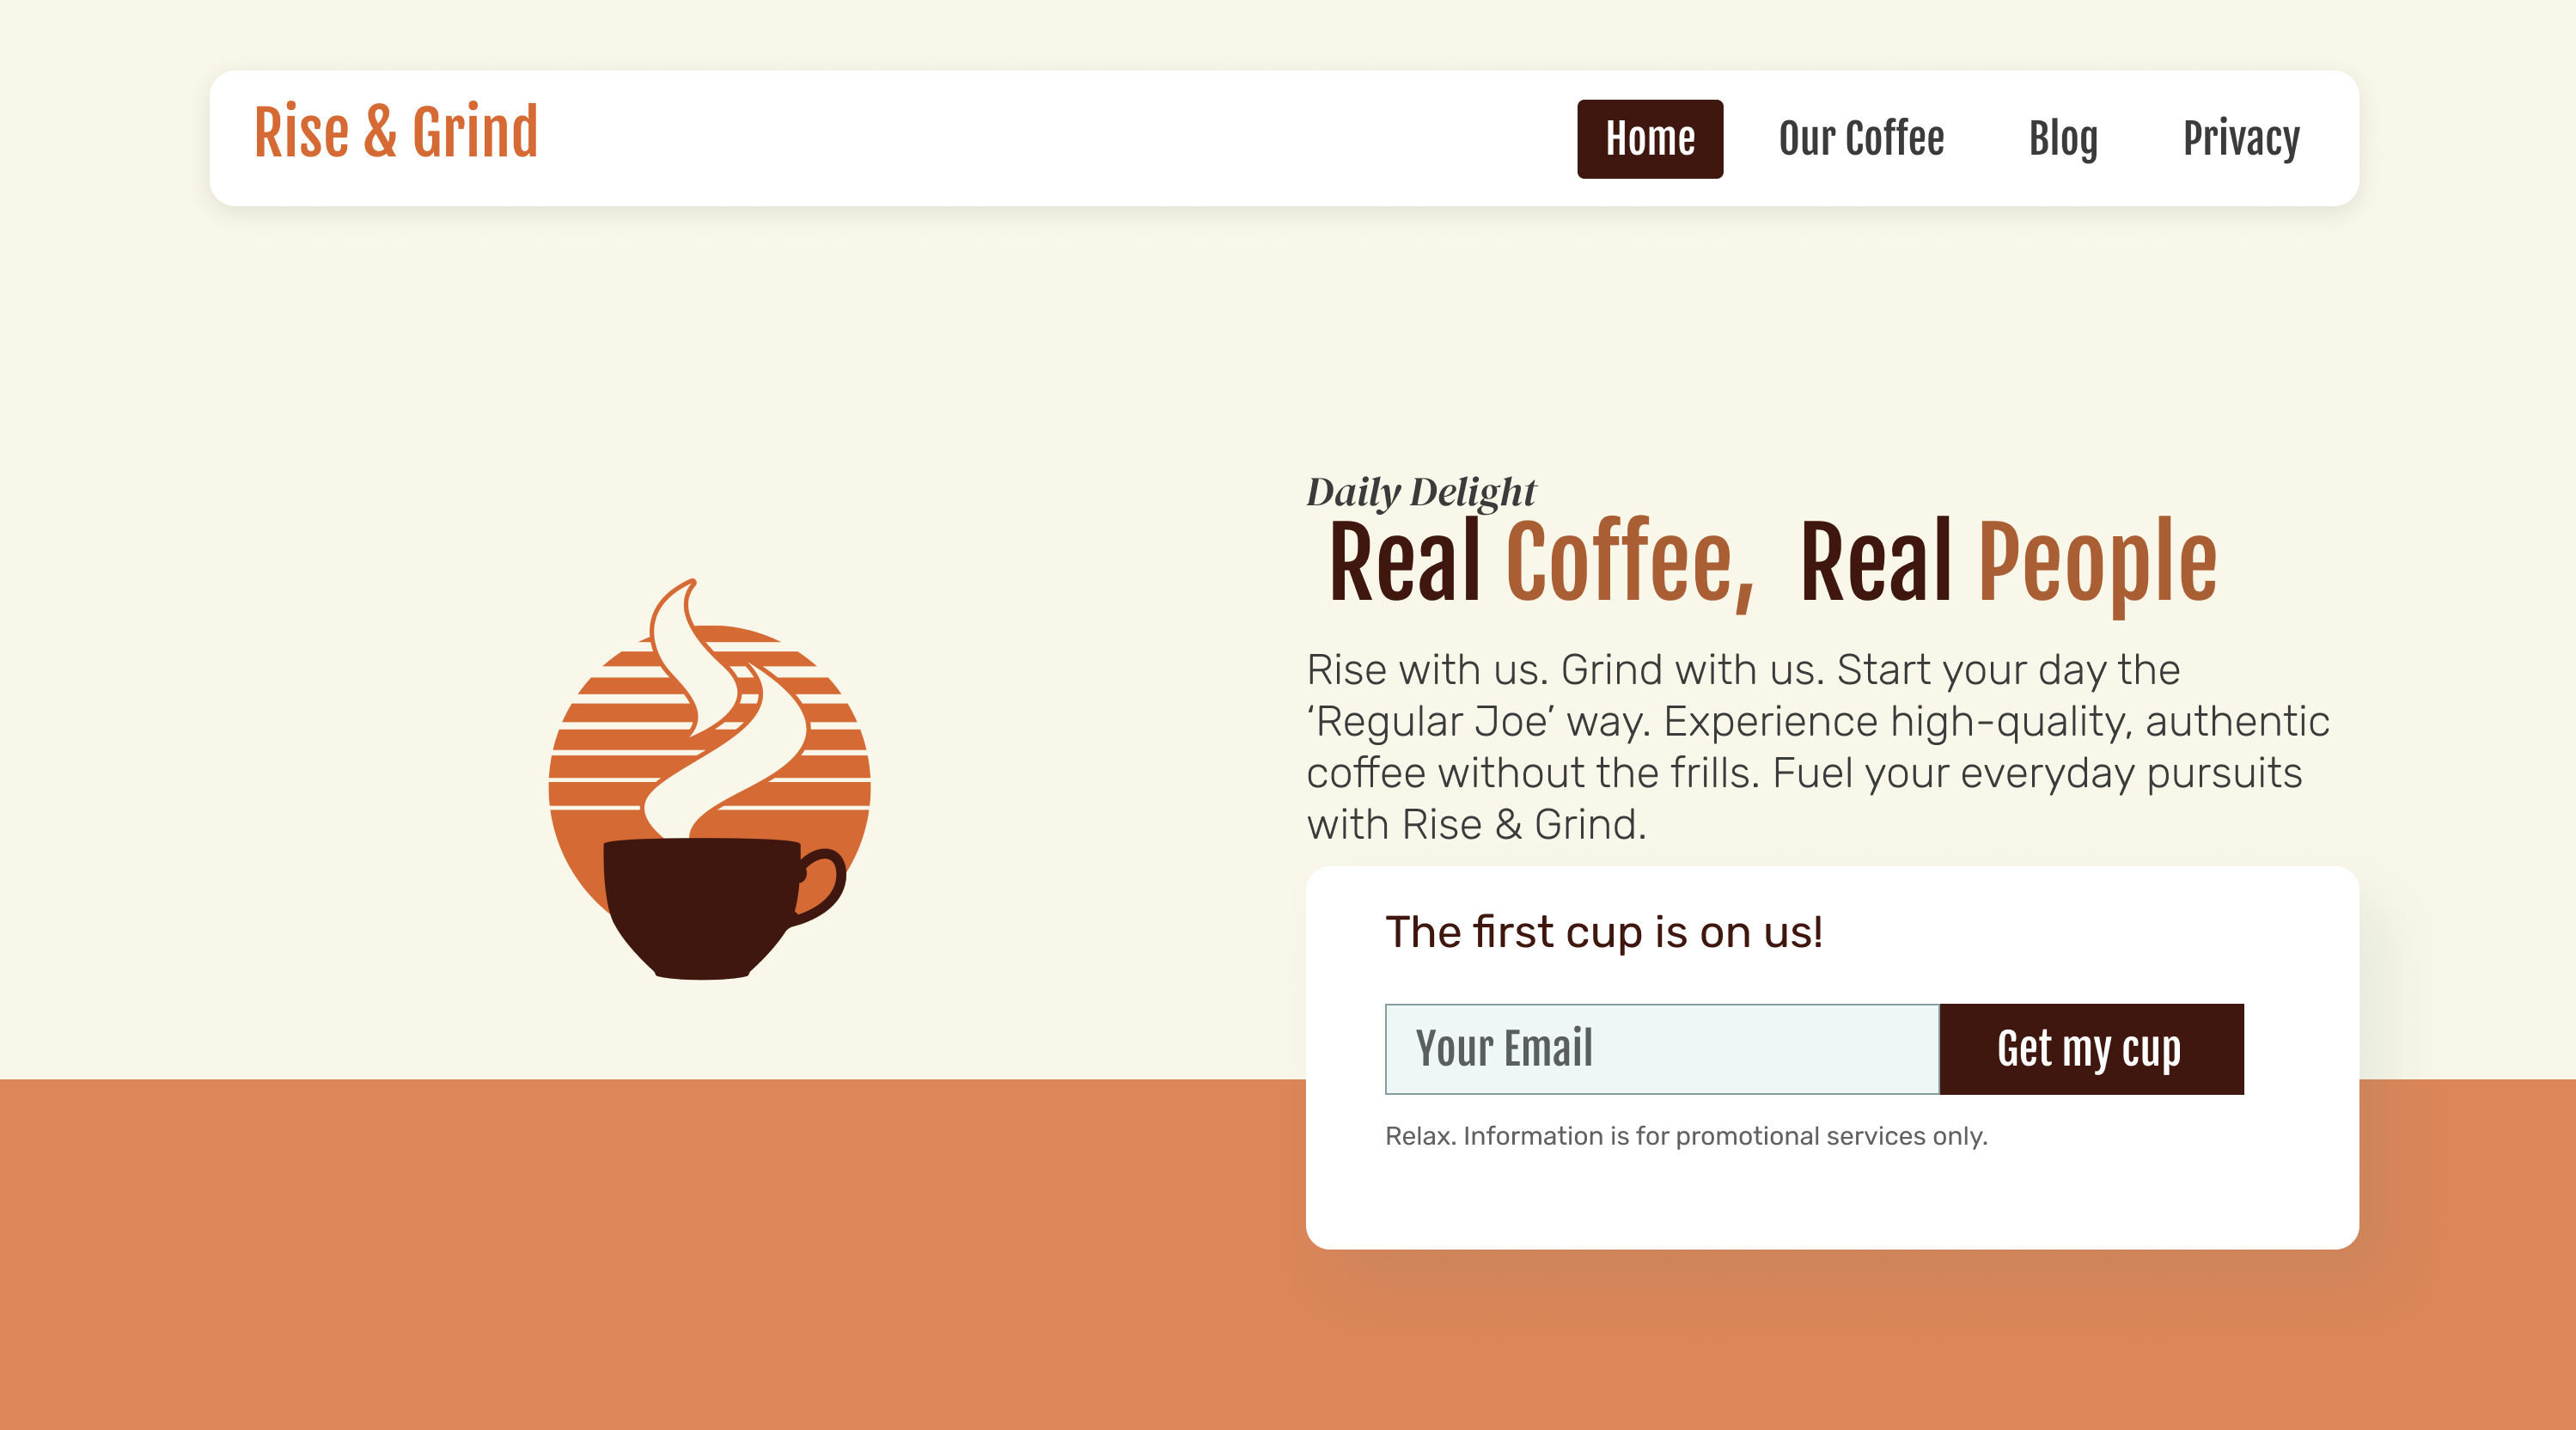 Rise & Grind
Home
Our Coffee
Blog
Privacy
Daily Delight
Real Coffee, Real People
Rise with us. Grind with us. Start your day the
‘Regular Joe’ way. Experience high-quality, authentic
coffee without the frills. Fuel your everyday pursuits
with Rise & Grind.
The first cup is on us!
Your Email
Get my cup
Relax. Information is for promotional services only.